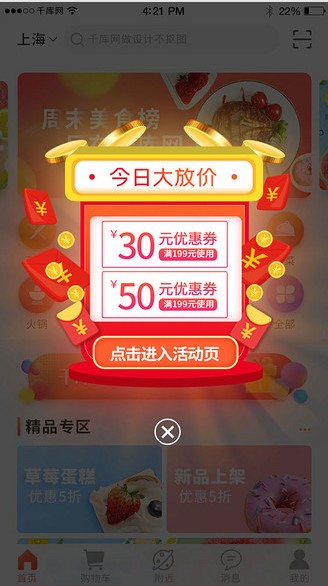 千库网
4:21 PM
22%
上海
千库网做设计不抠图
周末美食榜
今日大放价
¥30元优惠券
满99元使用
¥50元优惠券
满199元使用
点击进入活动页
火锅
全部
精品专区
...
草莓蛋糕
优惠5折
新品上架
优惠5折
首页
购物车
附近
消息
我的